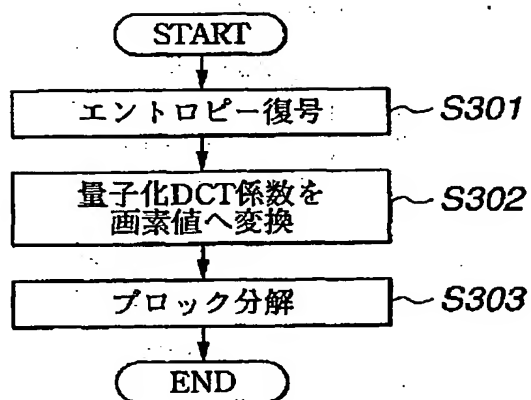 START
エントロピー復号
S301
量子化DCT係数を
画素値へ変換
S302
ブロック分解
S303
END